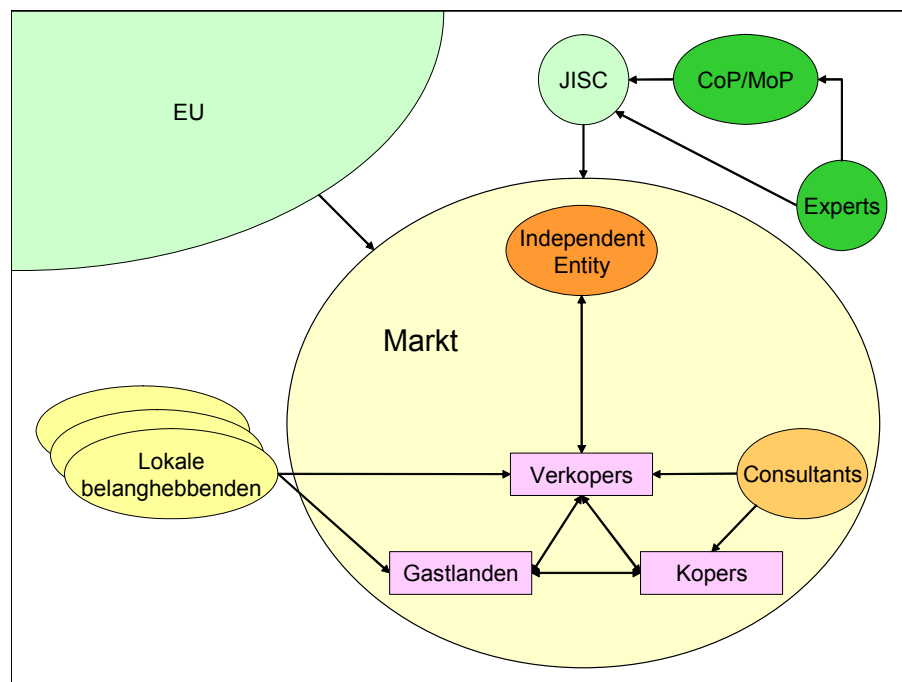 EU
JISC
CoP/MoP
Experts
Independent
Entity
Markt
Lokale
belanghebbenden
Verkopers
Consultants
Gastlanden
Kopers